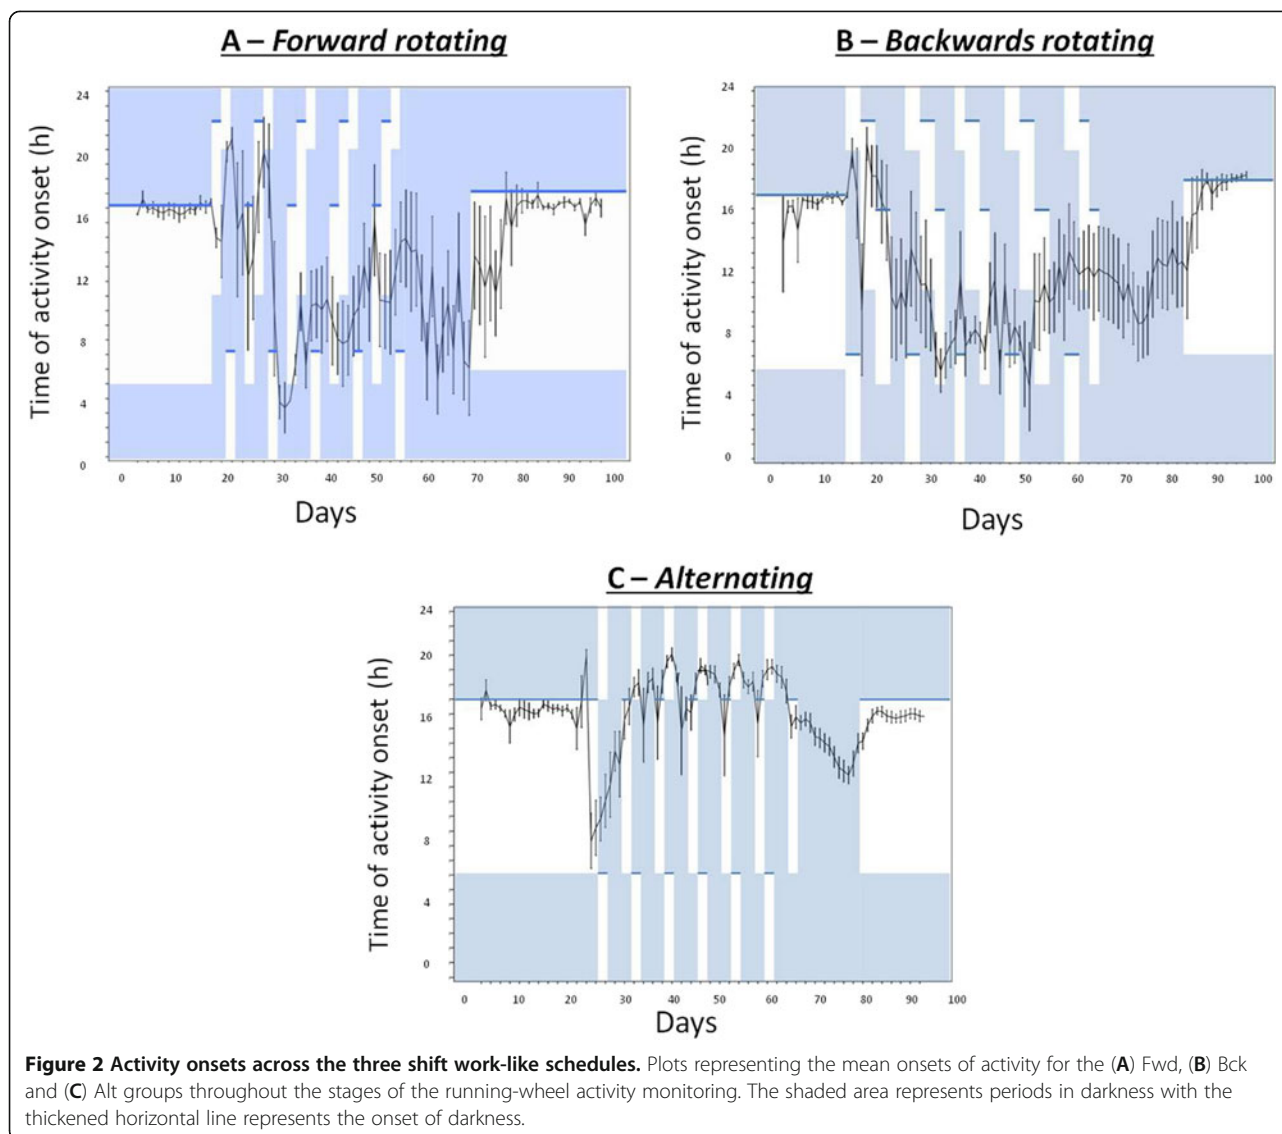 A – Forward rotating
B – Backwards rotating
Time of activity onset (h)
24
20
16
12
8
4
0
0 10 20 30 40 50 60 70 80 90 100
Days
Time of activity onset (h)
24
20
16
12
8
4
0
0 10 20 30 40 50 60 70 80 90 100
Days
C – Alternating
Time of activity onset (h)
24
20
16
12
8
4
0
0 10 20 30 40 50 60 70 80 90 100
Days
Figure 2 Activity onsets across the three shift work-like schedules. Plots representing the mean onsets of activity for the (A) Fwd, (B) Bck
and (C) Alt groups throughout the stages of the running-wheel activity monitoring. The shaded area represents periods in darkness with the
thickened horizontal line represents the onset of darkness.